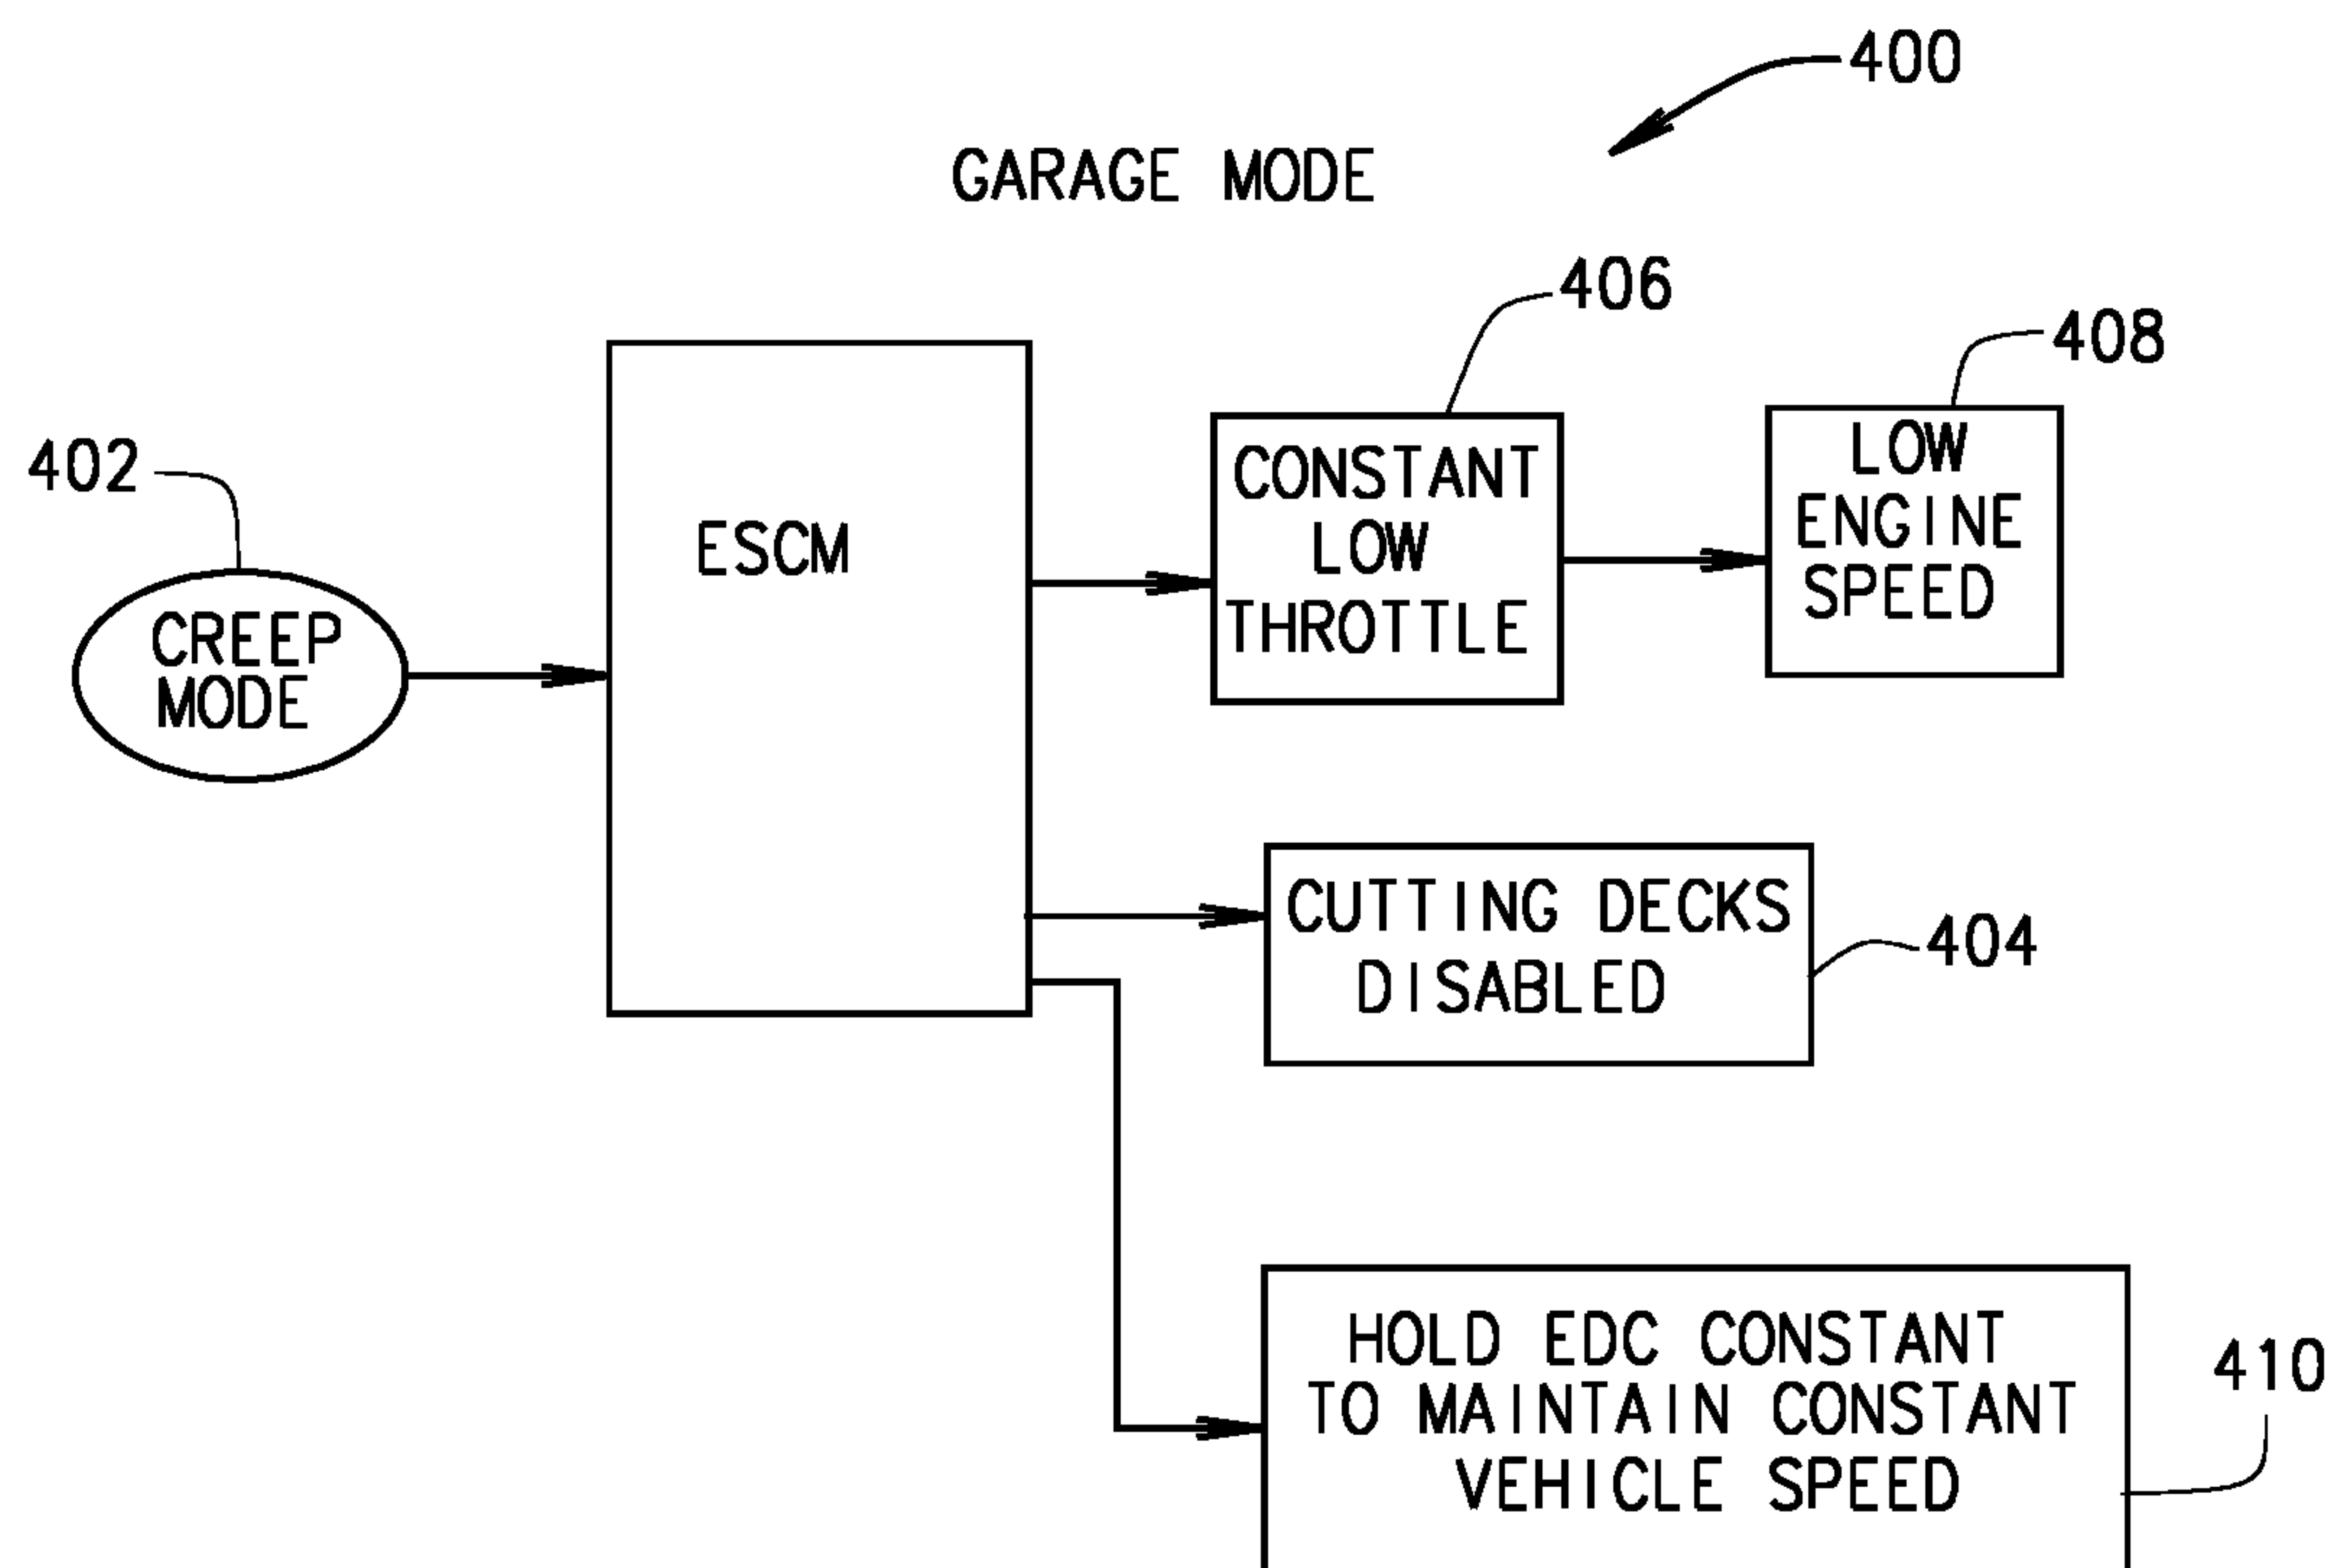 400
GARAGE MODE
406
408
402
CREEP
MODE
ESCM
CONSTANT
LOW
THROTTLE
LOW
ENGINE
SPEED
CUTTING DECKS
DISABLED
404
HOLD EDC CONSTANT
TO MAINTAIN CONSTANT
VEHICLE SPEED
410